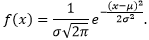 f(x) = \frac{1}{\sigma\sqrt{2\pi}} e^{-\frac{(x-\mu)^2}{2\sigma^2}}.